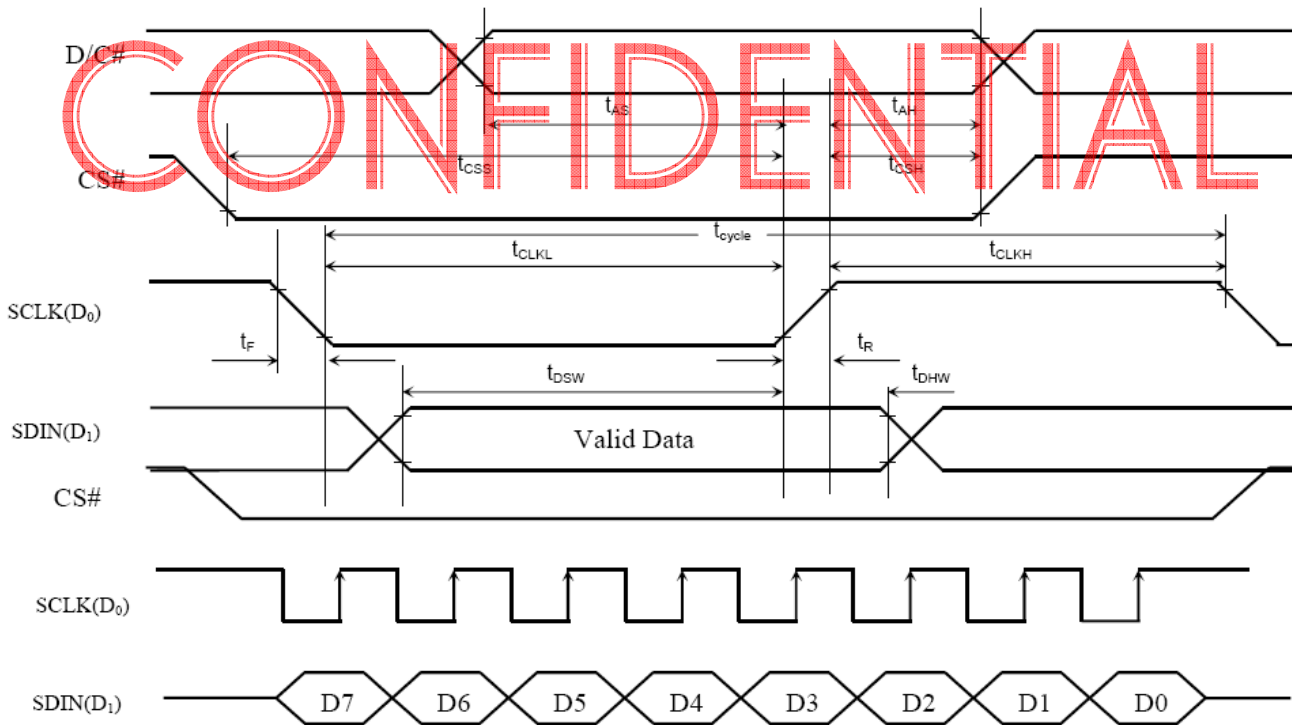 D/C#
CONFIDENTIAL
tAS
tAH
tCSS
tCSH
CS#
tcycle
tCLKL
tCLKH
SCLK(D0)
tF
tR
tDSW
tDHW
SDIN(D1)
Valid Data
CS#
SCLK(D0)
SDIN(D1)
D7 D6 D5 D4 D3 D2 D1 D0